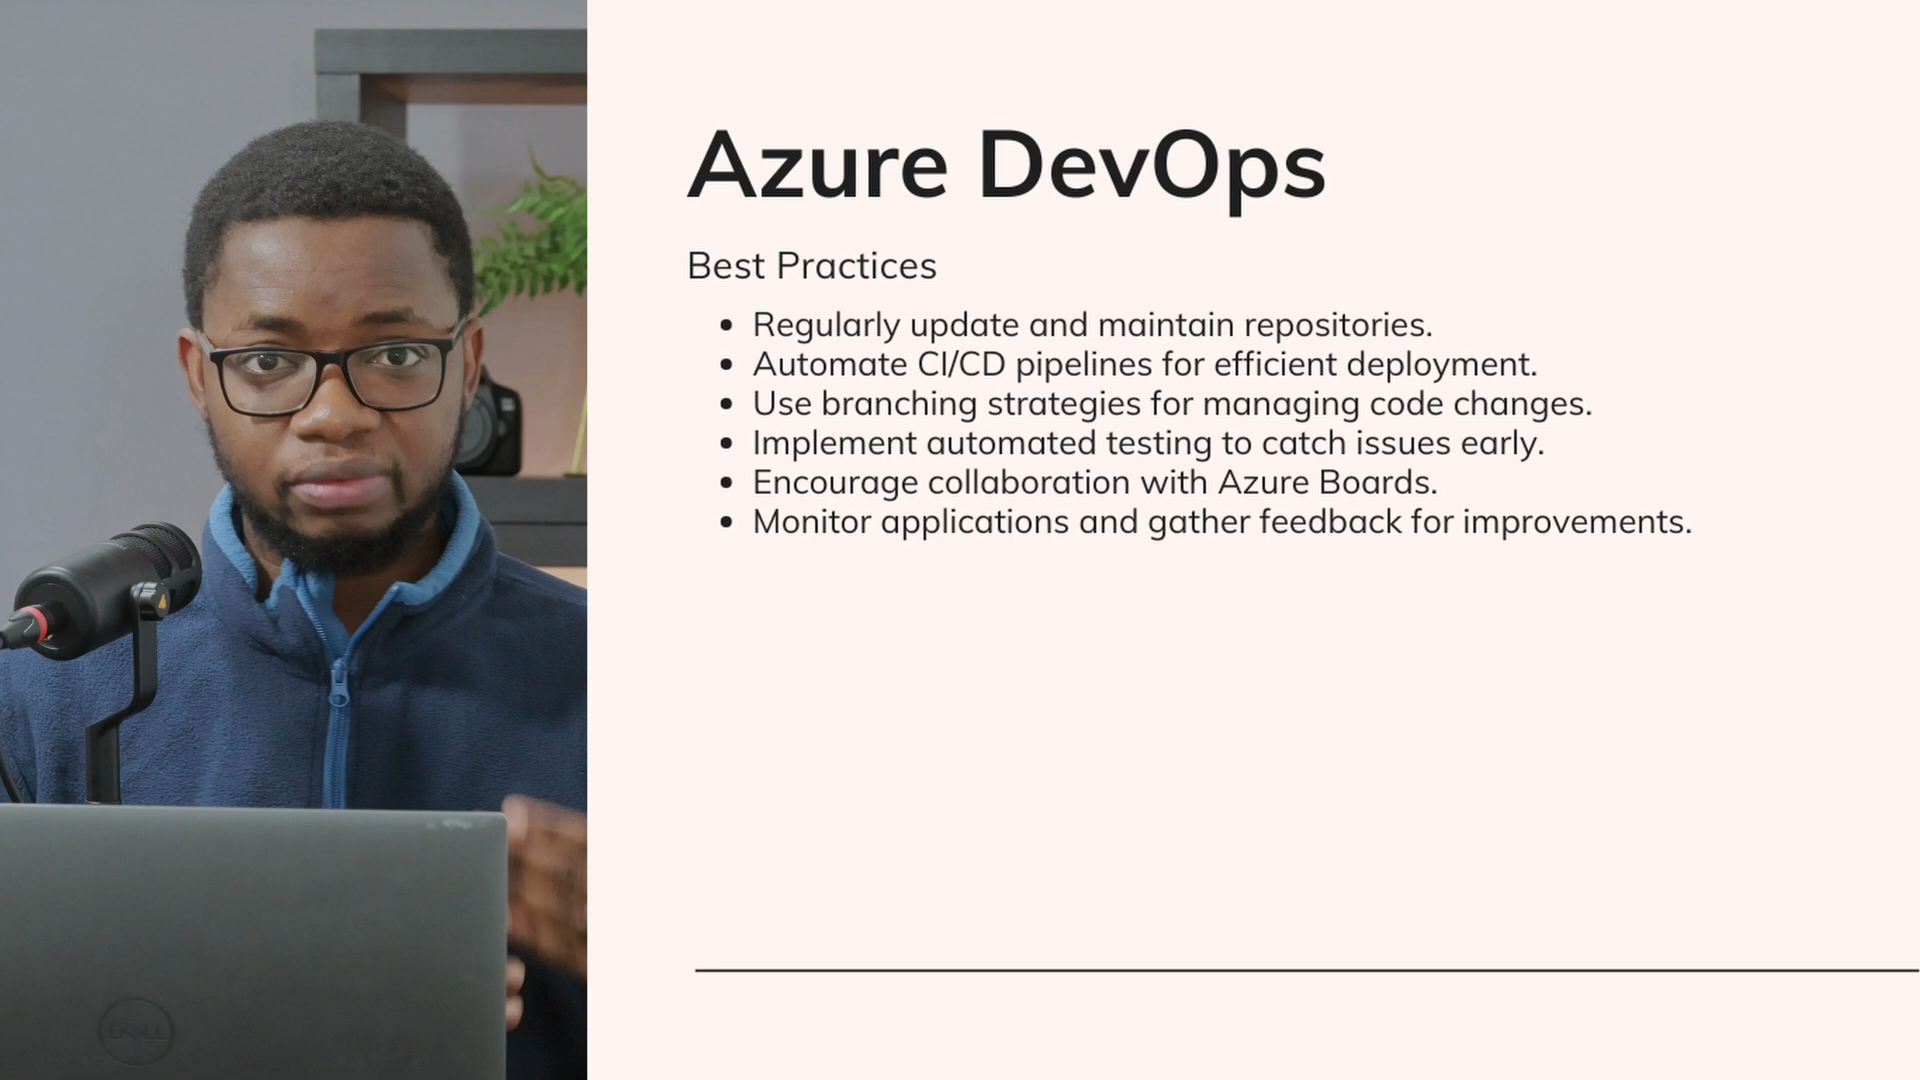 Azure DevOps
Best Practices
• Regularly update and maintain repositories.
• Automate CI/CD pipelines for efficient deployment.
• Use branching strategies for managing code changes.
• Implement automated testing to catch issues early.
• Encourage collaboration with Azure Boards.
• Monitor applications and gather feedback for improvements.
DELL